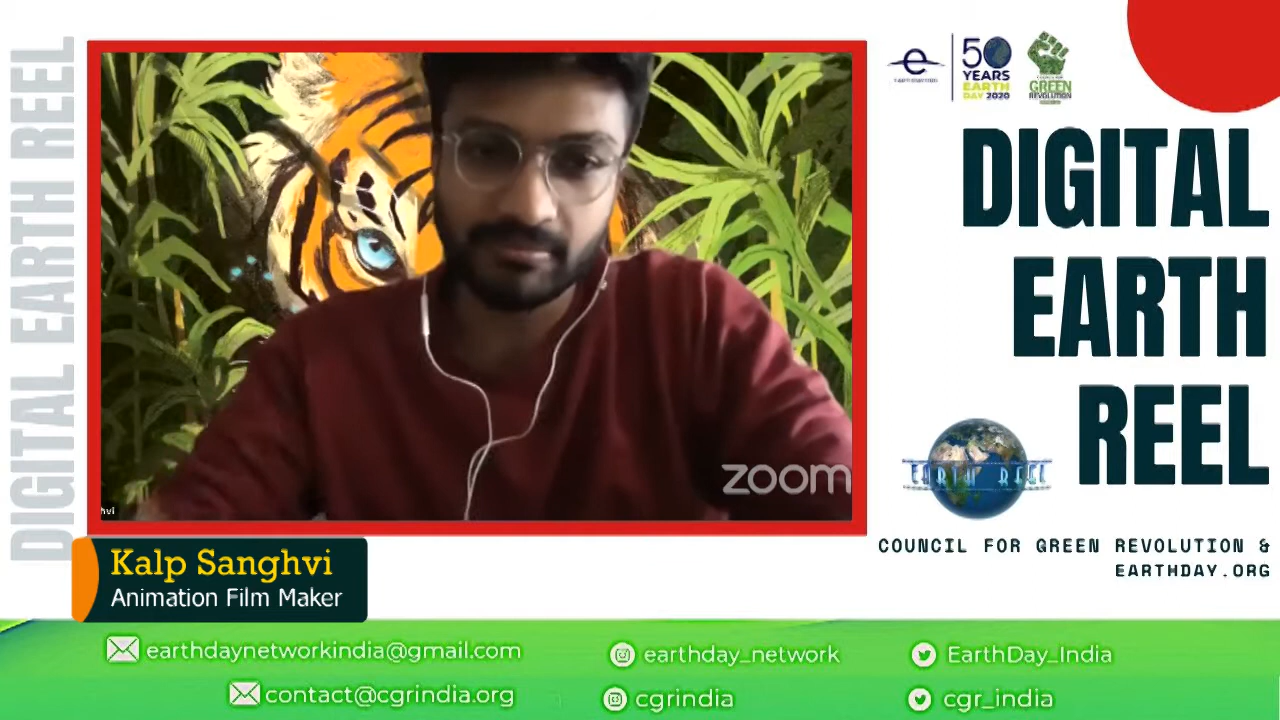 DIGITAL EARTH REEL
50
YEARS
EARTH
DAY 2020
GREEN
REVOLUTION
DIGITAL
EARTH
REEL
zoom
hvi
EARTH REEL
COUNCIL FOR GREEN REVOLUTION &
EARTHDAY.ORG
Kalp Sanghvi
Animation Film Maker
earthdaynetworkindia@gmail.com
earthday_network
EarthDay_India
contact@cgrindia.org
cgrindia
cgr_india